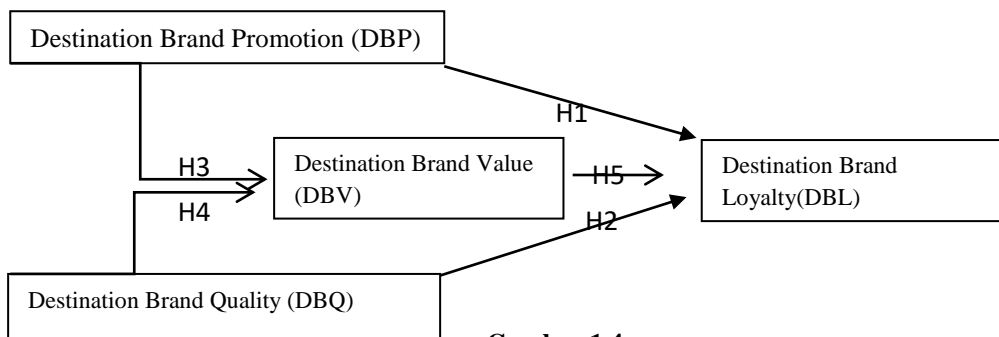 Destination Brand Promotion (DBP)
H1
Destination Brand Value
(DBV)
H3
H4
H5
Destination Brand
Loyalty(DBL)
H2
Destination Brand Quality (DBQ)